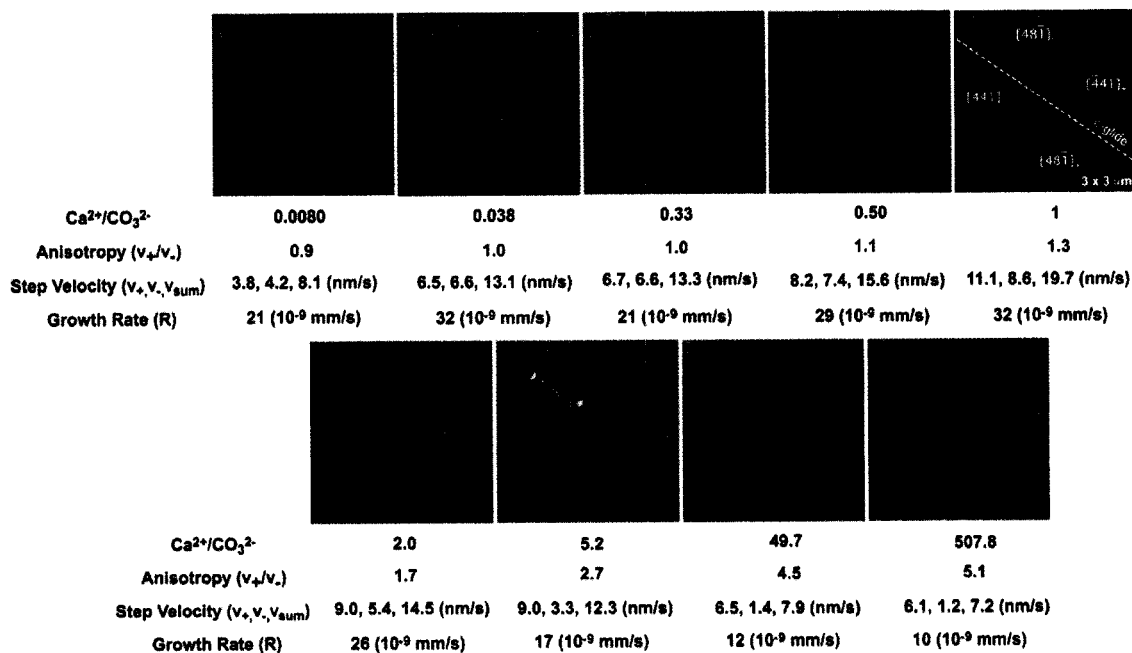 [48̄1]-
[4̄41]+
[441]
c-glide
[48̄1]+
3 x 3 µm
Ca²⁺/CO₃²⁻ 0.0080 0.038 0.33 0.50 1
Anisotropy (v₊/v₋) 0.9 1.0 1.0 1.1 1.3
Step Velocity (v₊,v₋,vsum) 3.8, 4.2, 8.1 (nm/s) 6.5, 6.6, 13.1 (nm/s) 6.7, 6.6, 13.3 (nm/s) 8.2, 7.4, 15.6 (nm/s) 11.1, 8.6, 19.7 (nm/s)
Growth Rate (R) 21 (10⁻⁹ mm/s) 32 (10⁻⁹ mm/s) 21 (10⁻⁹ mm/s) 29 (10⁻⁹ mm/s) 32 (10⁻⁹ mm/s)
Ca²⁺/CO₃²⁻ 2.0 5.2 49.7 507.8
Anisotropy (v₊/v₋) 1.7 2.7 4.5 5.1
Step Velocity (v₊,v₋,vsum) 9.0, 5.4, 14.5 (nm/s) 9.0, 3.3, 12.3 (nm/s) 6.5, 1.4, 7.9 (nm/s) 6.1, 1.2, 7.2 (nm/s)
Growth Rate (R) 26 (10⁻⁹ mm/s) 17 (10⁻⁹ mm/s) 12 (10⁻⁹ mm/s) 10 (10⁻⁹ mm/s)